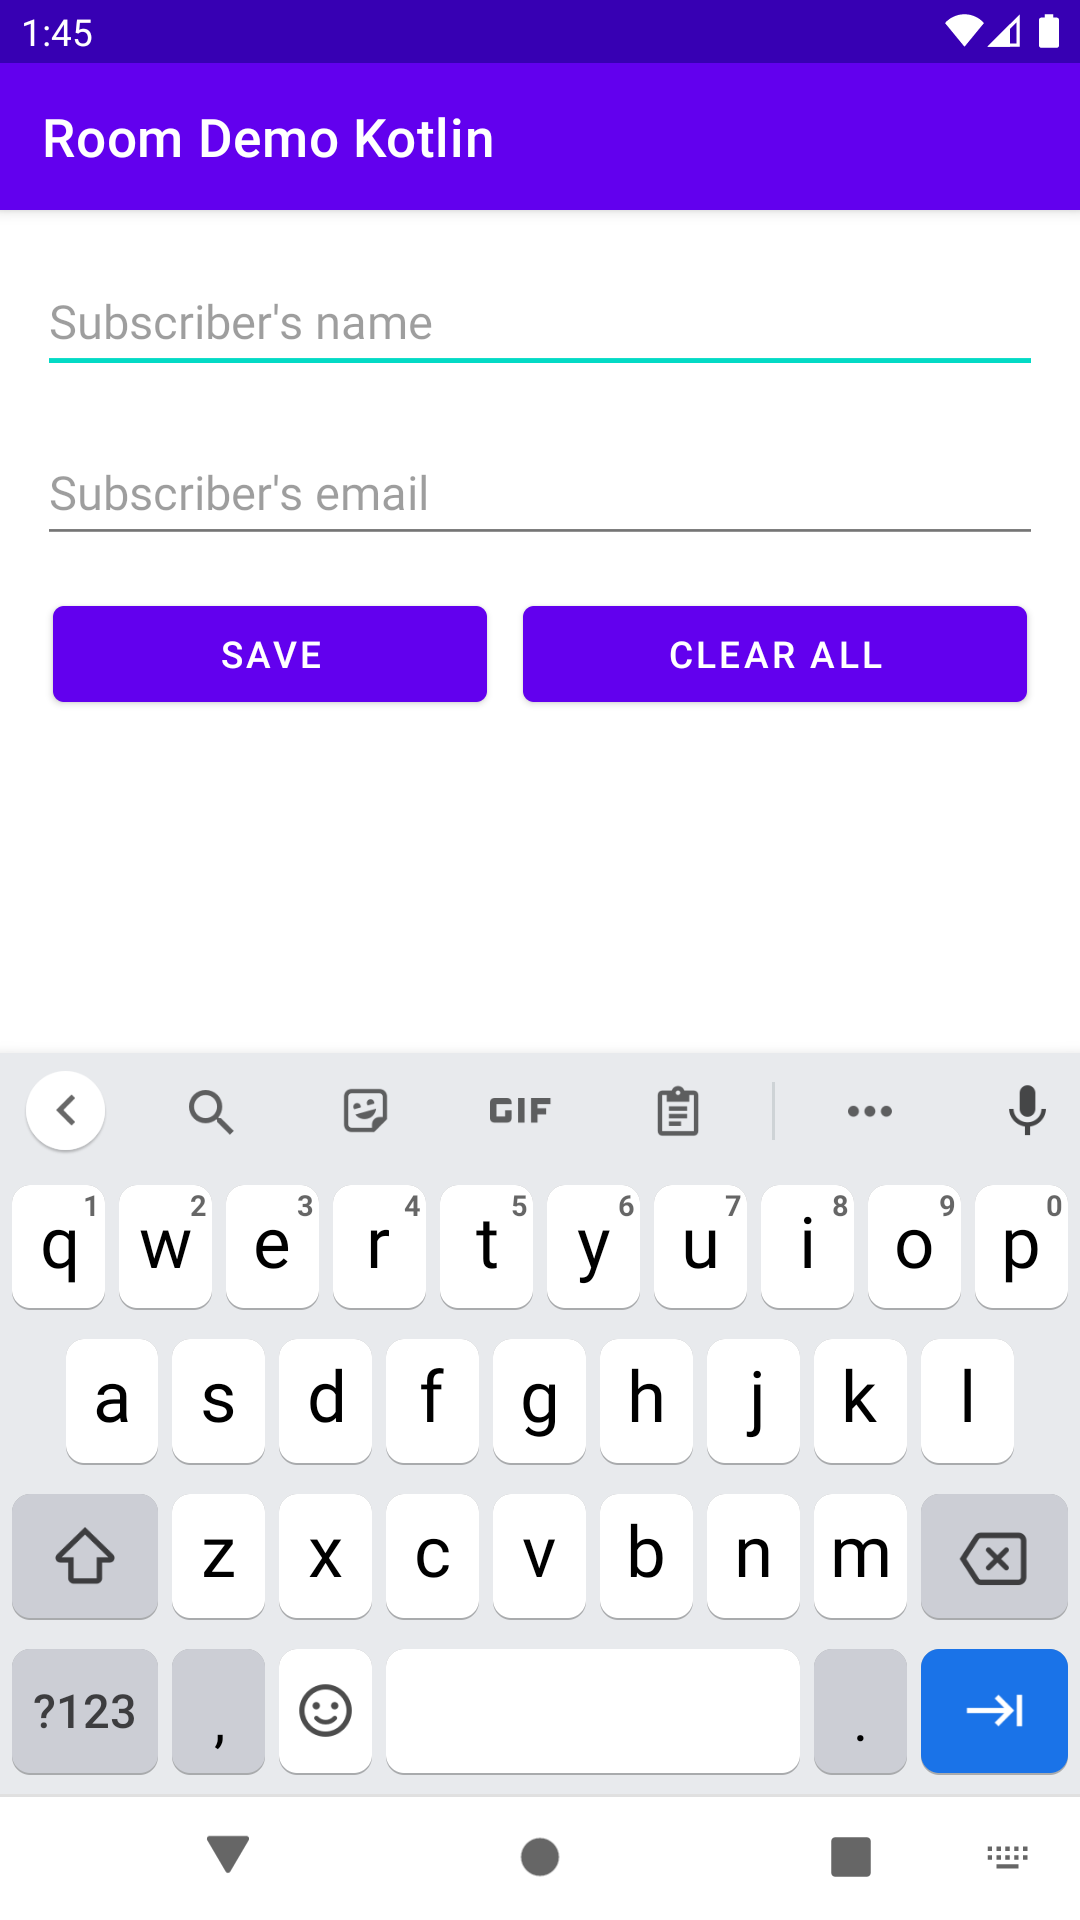 1:45
Room Demo Kotlin
Subscriber's name
Subscriber's email
SAVE CLEAR ALL
GIF
1 2 3 4 5 6 7 8 9 0
q w e r t y u i o p
a s d f g h j k l
z x c v b n m
?123 , .